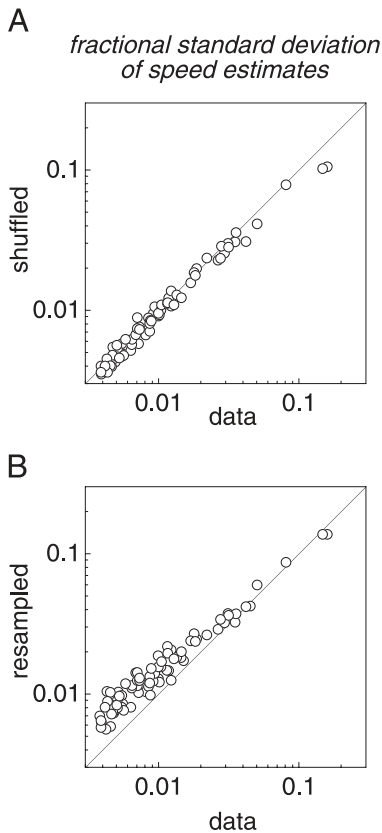 A
fractional standard deviation
of speed estimates
0.1
shuffled
0.01
0.01
0.1
data
B
0.1
resampled
0.01
0.01
0.1
data